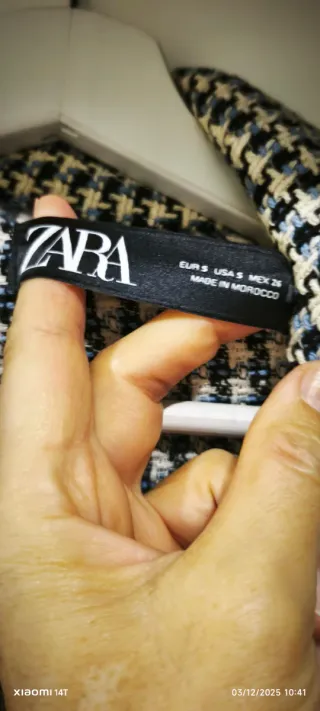 ZARA
EUR S USA S MEX 26
MADE IN MOROCCO
XIAOMI 14T
03/12/2025 10:41